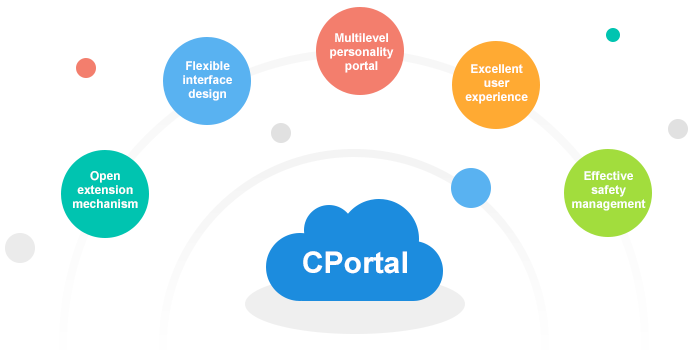 Multilevel
personality
portal
Flexible
interface
design
Excellent
user
experience
Open
extension
mechanism
Effective
safety
management
CPortal